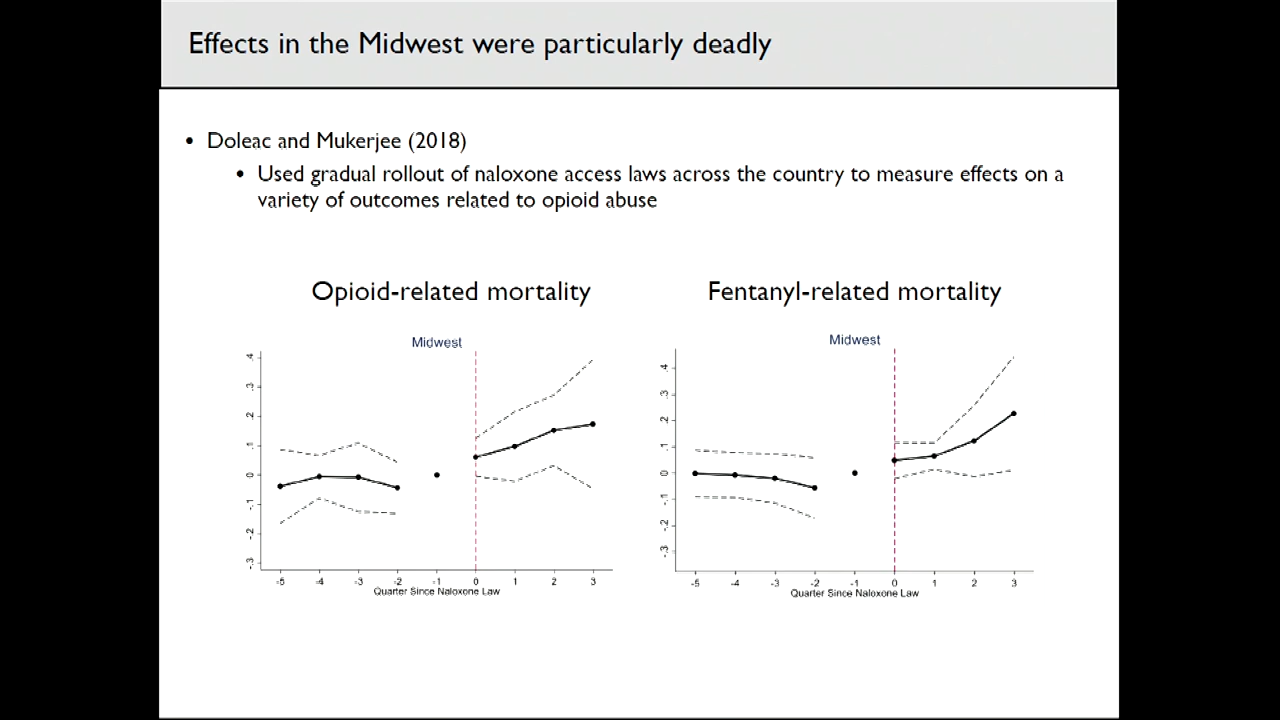 Effects in the Midwest were particularly deadly
• Doleac and Mukerjee (2018)
• Used gradual rollout of naloxone access laws across the country to measure effects on a
variety of outcomes related to opioid abuse
Opioid-related mortality
Midwest
.4
.3
.2
.1
0
-.1
-.2
-.3
-5 -4 -3 -2 -1 0 1 2 3
Quarter Since Naloxone Law
Fentanyl-related mortality
Midwest
.4
.3
.2
.1
0
-.1
-.2
-.3
-5 -4 -3 -2 -1 0 1 2 3
Quarter Since Naloxone Law